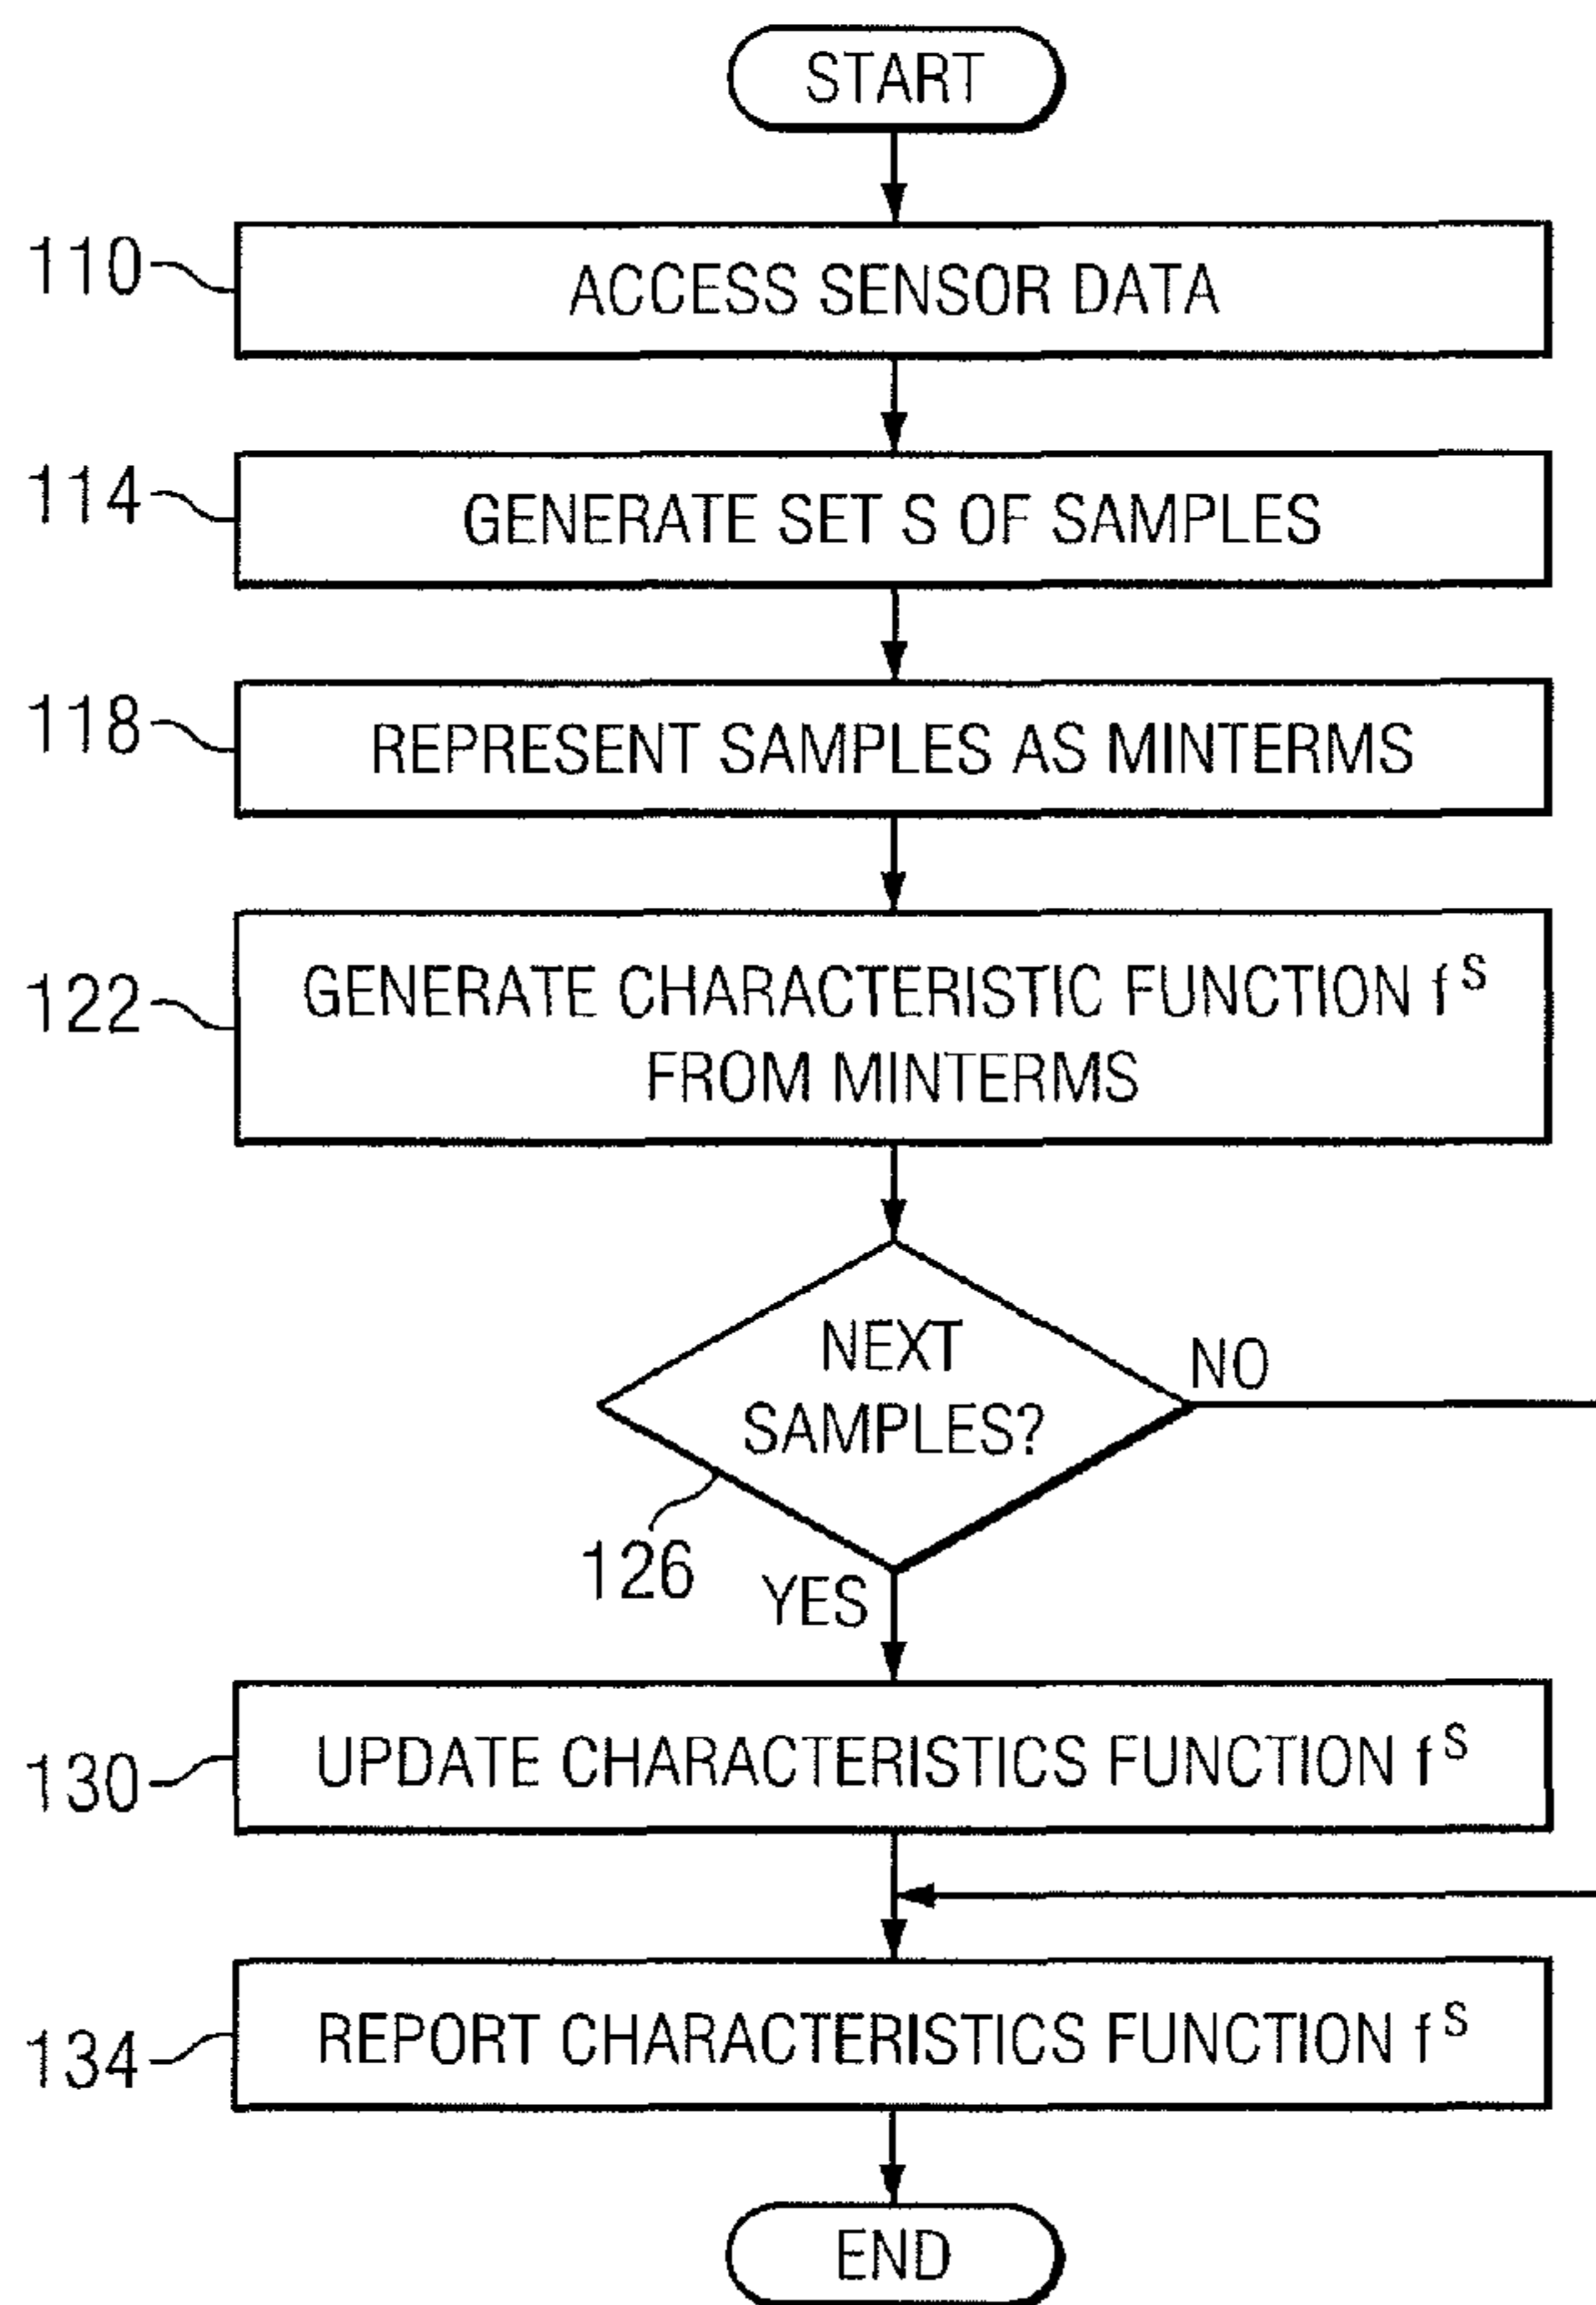 START
110
ACCESS SENSOR DATA
114
GENERATE SET S OF SAMPLES
118
REPRESENT SAMPLES AS MINTERMS
122
GENERATE CHARACTERISTIC FUNCTION f^S
FROM MINTERMS
NEXT
SAMPLES?
NO
126
YES
130
UPDATE CHARACTERISTICS FUNCTION f^S
134
REPORT CHARACTERISTICS FUNCTION f^S
END